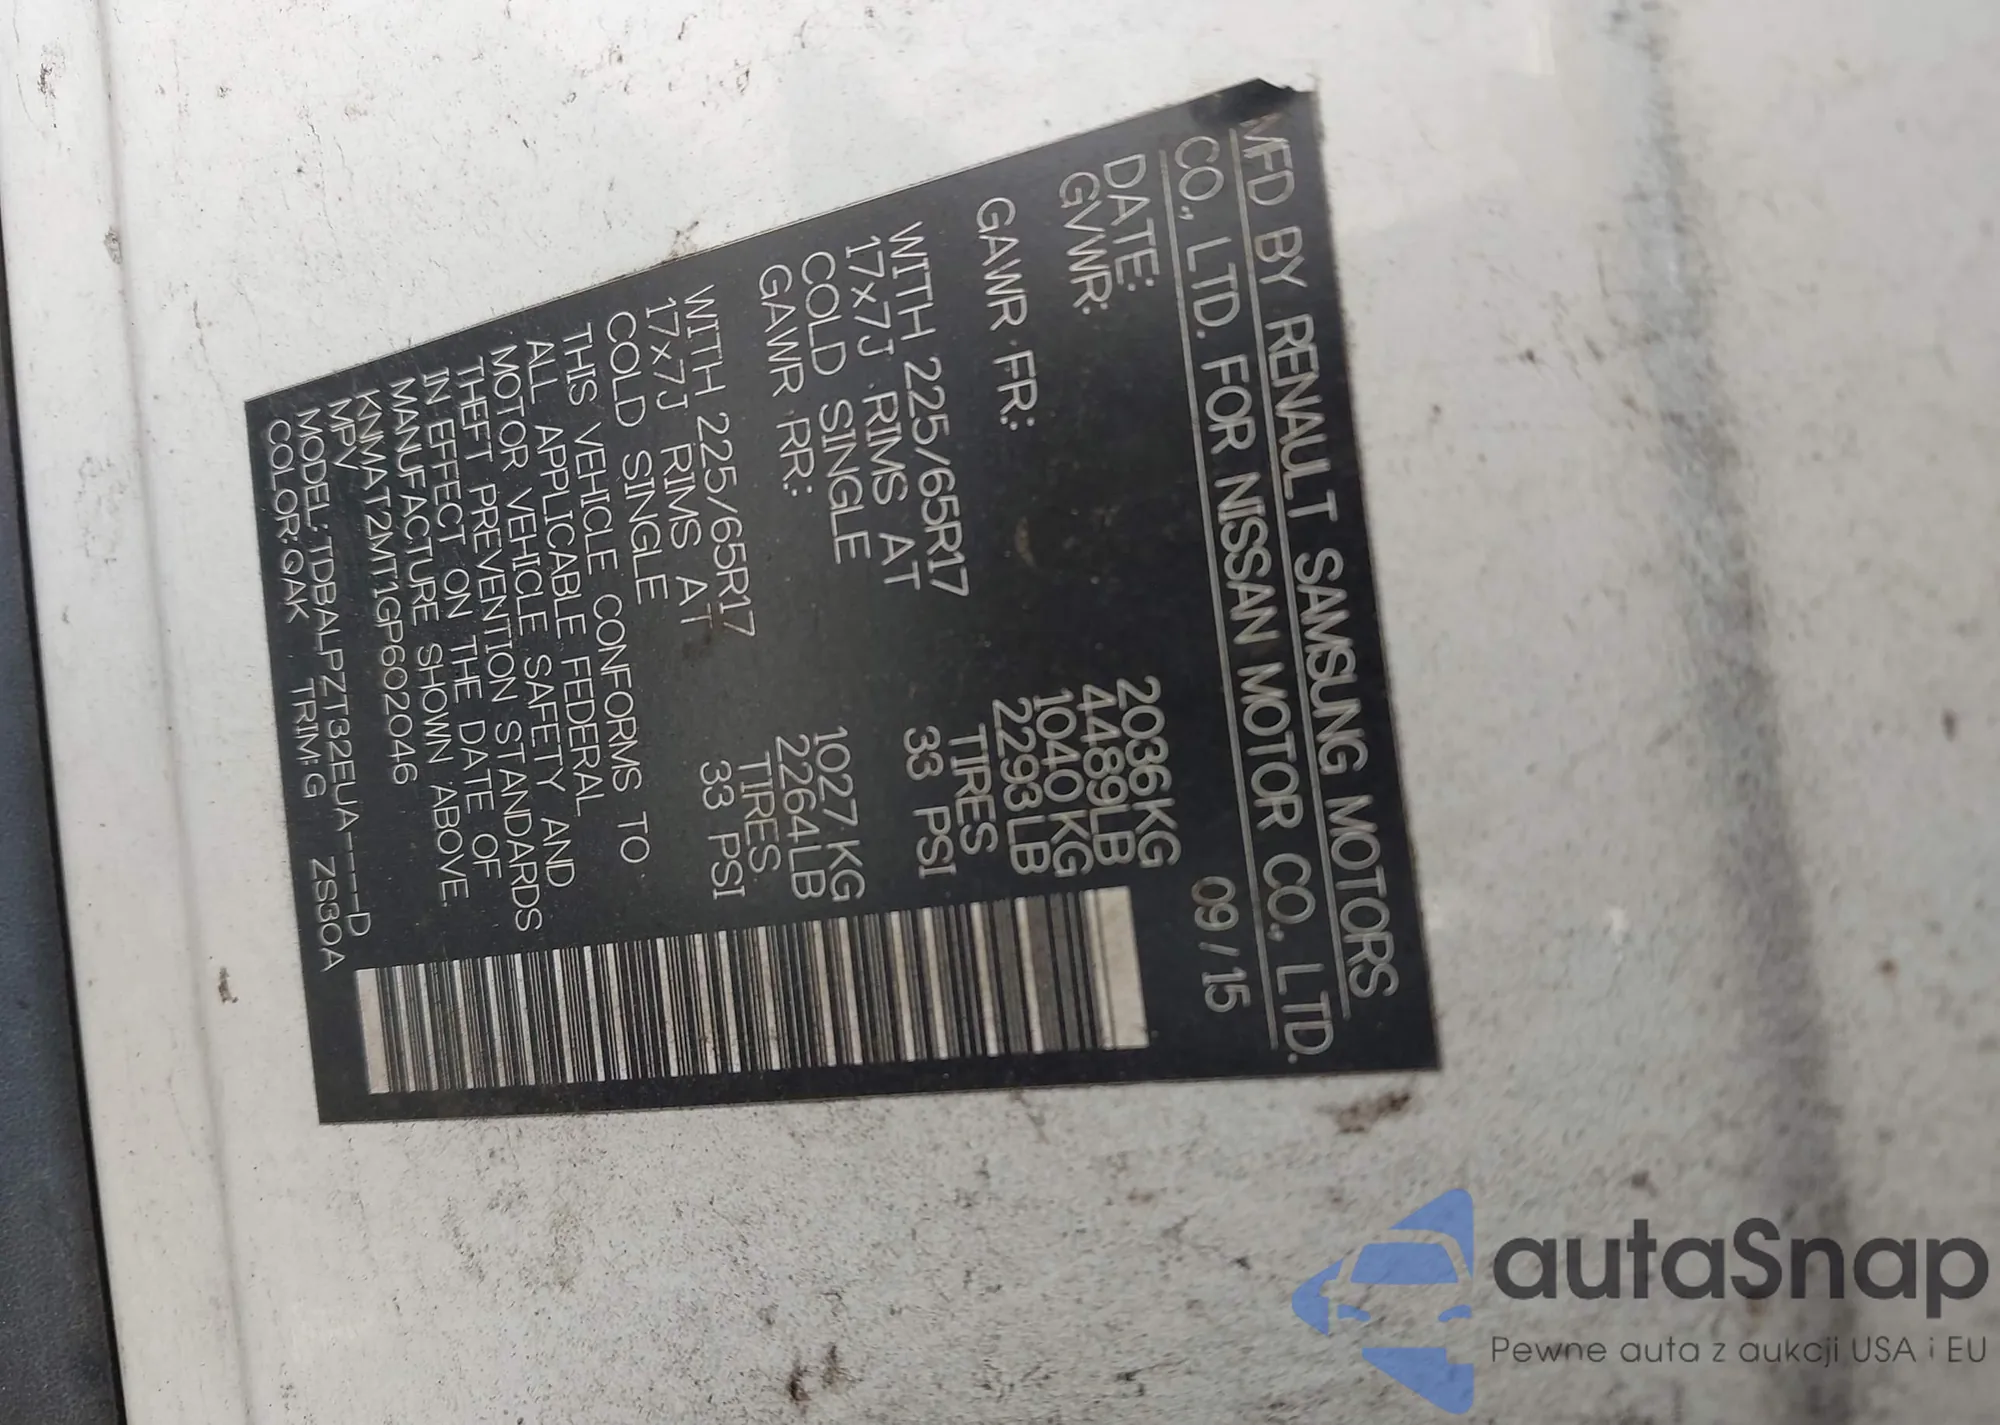 MFD BY RENAULT SAMSUNG MOTORS
CO., LTD. FOR NISSAN MOTOR CO., LTD.
DATE: 09/15
GVWR: 2036KG
4489LB
GAWR FR: 1040KG
2293LB
WITH 225/65R17 TIRES
17x7J RIMS AT 33 PSI
COLD SINGLE
GAWR RR: 1027KG
2264LB
WITH 225/65R17 TIRES
17x7J RIMS AT 33 PSI
COLD SINGLE
THIS VEHICLE CONFORMS TO
ALL APPLICABLE FEDERAL
MOTOR VEHICLE SAFETY AND
THEFT PREVENTION STANDARDS
IN EFFECT ON THE DATE OF
MANUFACTURE SHOWN ABOVE
KNMAT2MT1GP602046
MPV
MODEL:TDBALPZT32EUA----D
COLOR:QAK TRIM:G ZS30A
autaSnap
Pewne auta z aukcji USA i EU